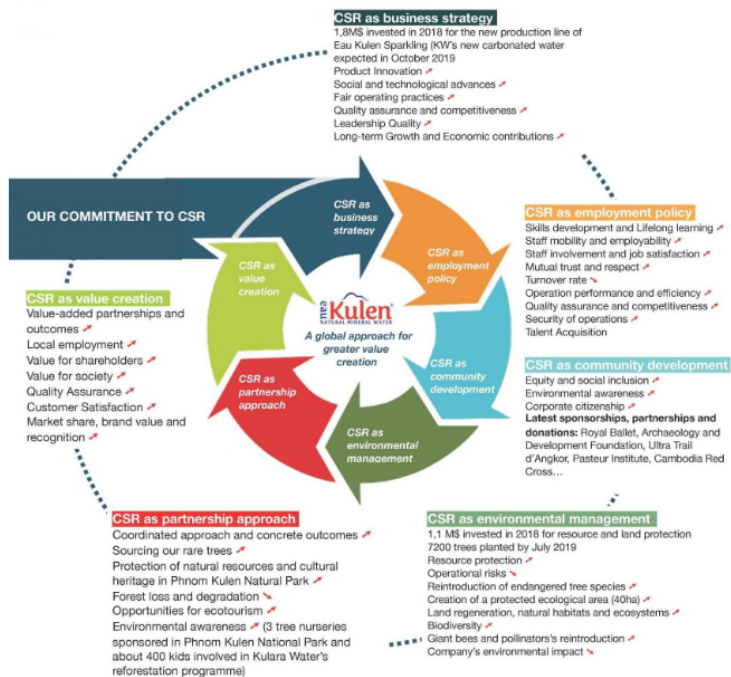 CSR as business strategy
1,8M$ invested in 2018 for the new production line of
Eau Kulen Sparkling (KW's new carbonated water
expected in October 2019
Product Innovation ↗
Social and technological advances ↗
Fair operating practices ↗
Quality assurance and competitiveness ↗
Leadership Quality ↗
Long-term Growth and Economic contributions ↗
OUR COMMITMENT TO CSR
CSR as
business
strategy
CSR as
employment
policy
CSR as
community
development
CSR as
environmental
management
CSR as
partnership
approach
CSR as
value
creation
eau Kulen®
NATURAL MINERAL WATER
A global approach for
greater value
creation
CSR as employment policy
Skills development and Lifelong learning ↗
Staff mobility and employability ↗
Staff involvement and job satisfaction ↗
Mutual trust and respect ↗
Turnover rate ↘
Operation performance and efficiency ↗
Quality assurance and competitiveness ↗
Security of operations ↗
Talent Acquisition
CSR as community development
Equity and social inclusion ↗
Environmental awareness ↗
Corporate citizenship ↗
Latest sponsorships, partnerships and
donations: Royal Ballet, Archaeology and
Development Foundation, Ultra Trail
d'Angkor, Pasteur Institute, Cambodia Red
Cross…
CSR as environmental management
1,1 M$ invested in 2018 for resource and land protection
7200 trees planted by July 2019
Resource protection ↗
Operational risks ↘
Reintroduction of endangered tree species ↗
Creation of a protected ecological area (40ha) ↗
Land regeneration, natural habitats and ecosystems ↗
Biodiversity ↗
Giant bees and pollinators's reintroduction ↗
Company's environmental impact ↘
CSR as partnership approach
Coordinated approach and concrete outcomes ↗
Sourcing our rare trees ↗
Protection of natural resources and cultural
heritage in Phnom Kulen Natural Park ↗
Forest loss and degradation ↘
Opportunities for ecotourism ↗
Environmental awareness ↗ (3 tree nurseries
sponsored in Phnom Kulen National Park and
about 400 kids involved in Kulara Water's
reforestation programme)
CSR as value creation
Value-added partnerships and
outcomes ↗
Local employment ↗
Value for shareholders ↗
Value for society ↗
Quality Assurance ↗
Customer Satisfaction ↗
Market share, brand value and
recognition ↗